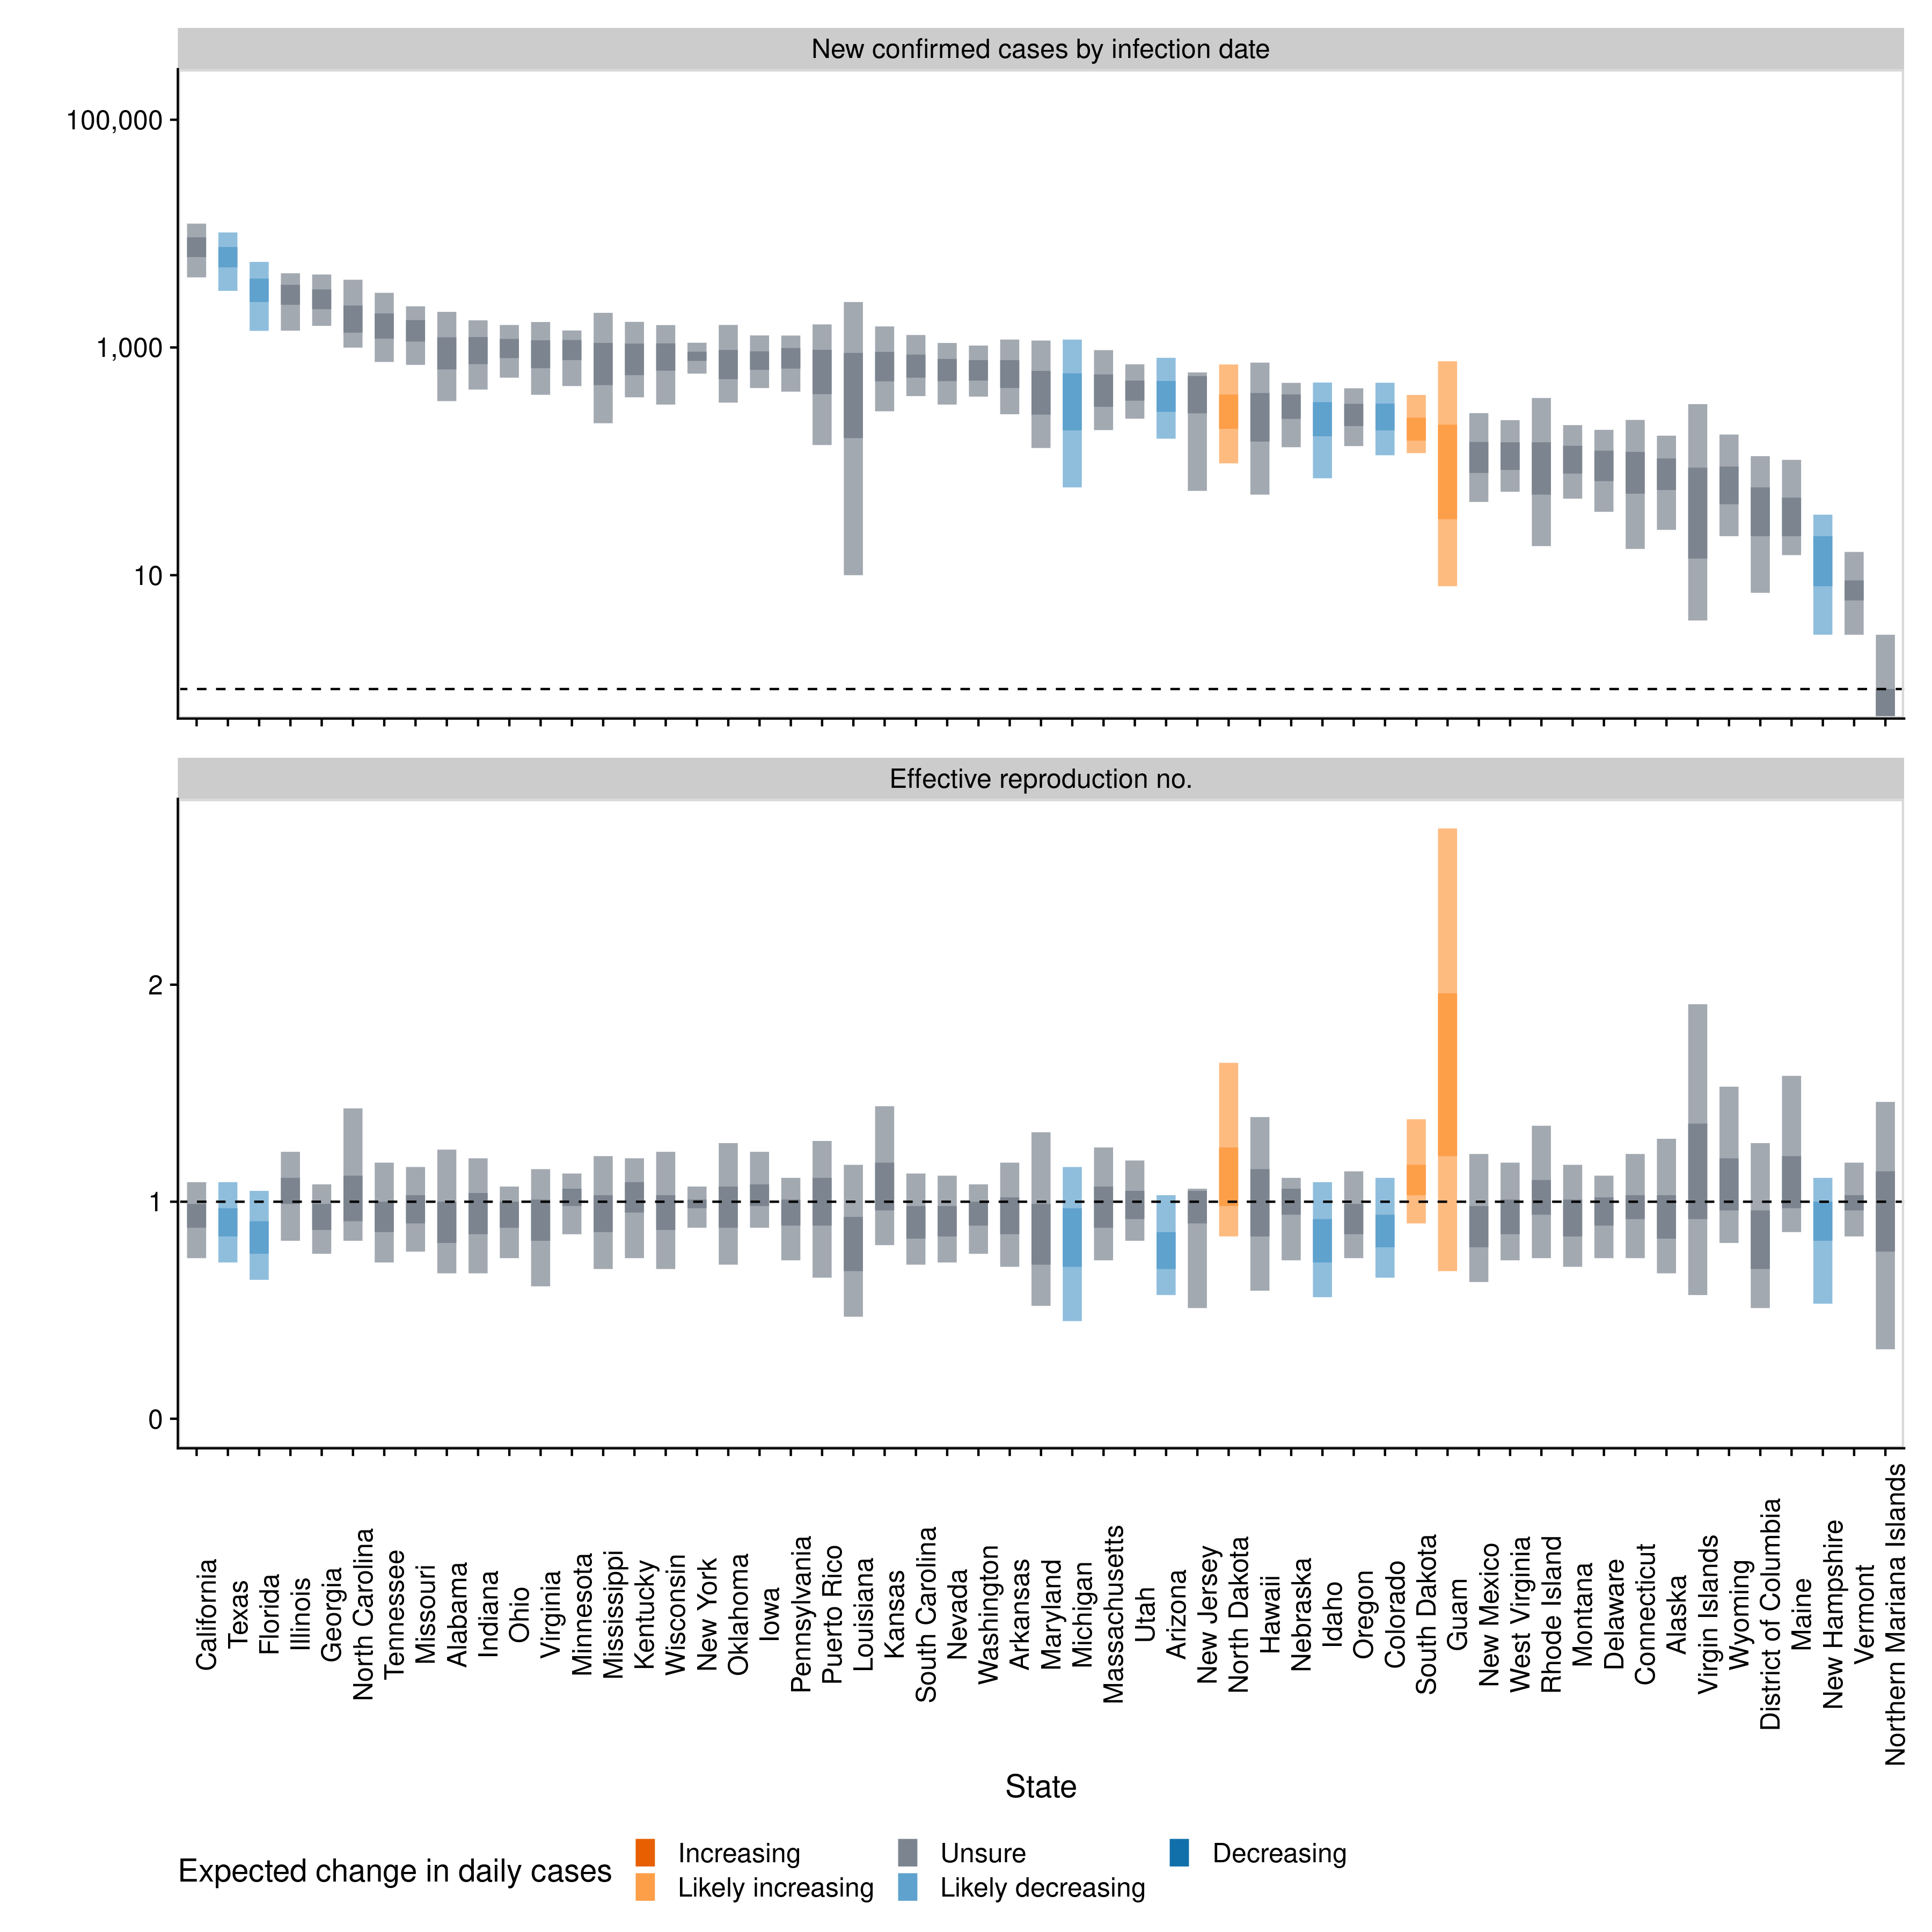 New confirmed cases by infection date
100,000
1,000
10
Effective reproduction no.
2
1
0
California
Texas
Florida
Illinois
Georgia
North Carolina
Tennessee
Missouri
Alabama
Indiana
Ohio
Virginia
Minnesota
Mississippi
Kentucky
Wisconsin
New York
Oklahoma
Iowa
Pennsylvania
Puerto Rico
Louisiana
Kansas
South Carolina
Nevada
Washington
Arkansas
Maryland
Michigan
Massachusetts
Utah
Arizona
New Jersey
North Dakota
Hawaii
Nebraska
Idaho
Oregon
Colorado
South Dakota
Guam
New Mexico
West Virginia
Rhode Island
Montana
Delaware
Connecticut
Alaska
Virgin Islands
Wyoming
District of Columbia
Maine
New Hampshire
Vermont
Northern Mariana Islands
State
Expected change in daily cases
Increasing
Unsure
Decreasing
Likely increasing
Likely decreasing